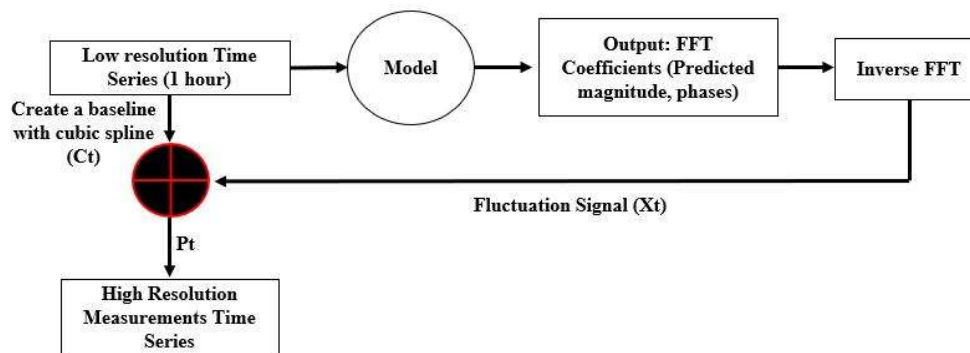 Low resolution Time
Series (1 hour)
Model
Output: FFT
Coefficients (Predicted
magnitude, phases)
Inverse FFT
Create a baseline
with cubic spline
(Ct)
Fluctuation Signal (Xt)
Pt
High Resolution
Measurements Time
Series